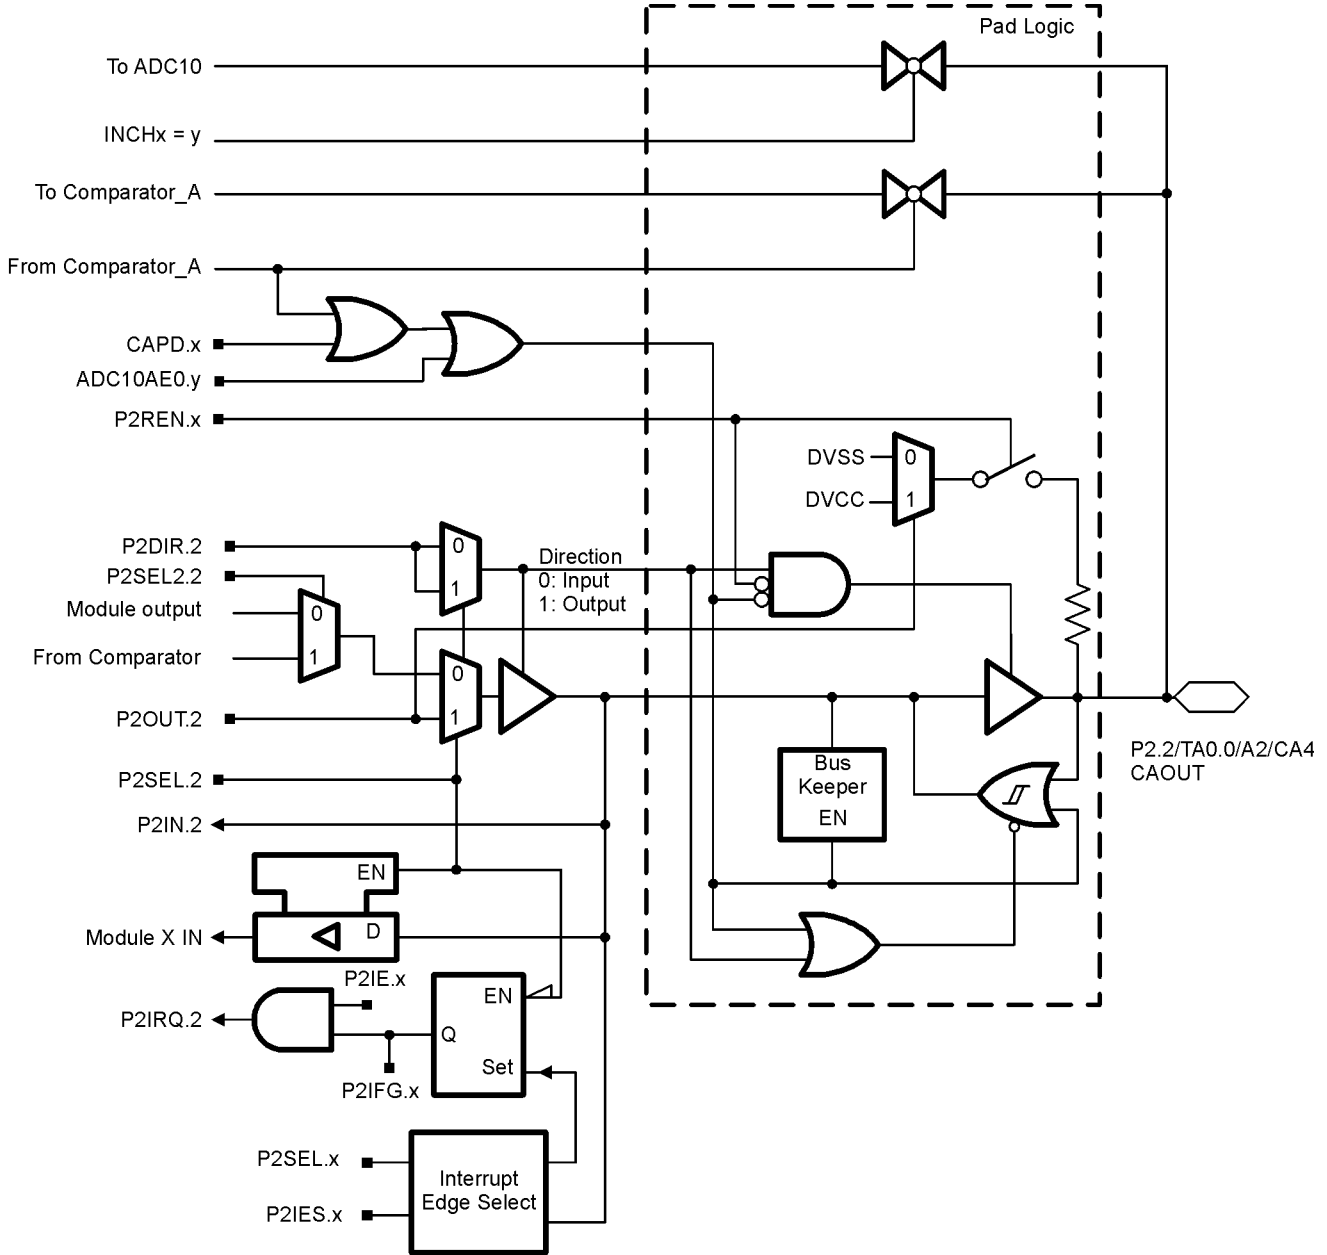 Pad Logic
To ADC10
INCHx = y
To Comparator_A
From Comparator_A
CAPD.x
ADC10AE0.y
P2REN.x
DVSS
0
DVCC
1
P2DIR.2
0
1
Direction
0: Input
1: Output
P2SEL2.2
Module output
0
From Comparator
1
0
P2OUT.2
1
P2.2/TA0.0/A2/CA4
CAOUT
P2SEL.2
Bus
Keeper
EN
P2IN.2
EN
Module X IN
D
P2IE.x
EN
P2IRQ.2
Q
Set
P2IFG.x
P2SEL.x
Interrupt
Edge Select
P2IES.x